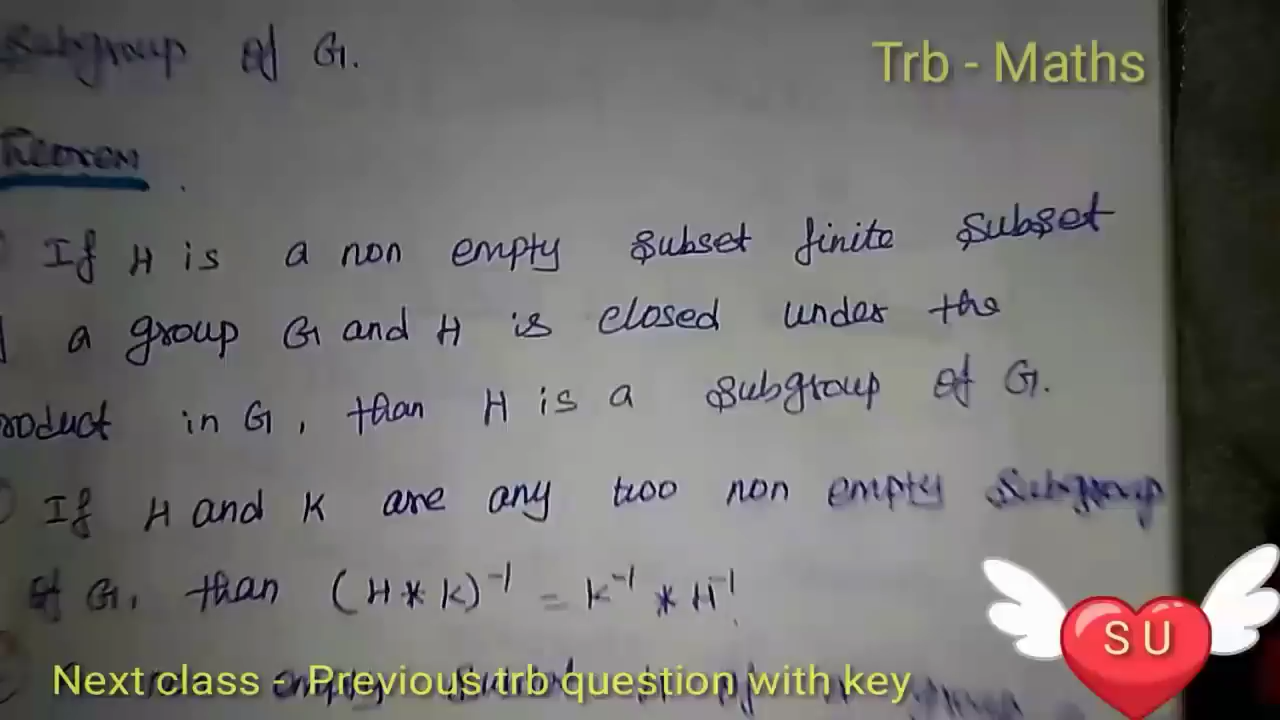 Subgroup of G.
Trb - Maths
Theorem
If H is a non empty subset finite subset
a group G and H is closed under the
roduct in G, than H is a subgroup of G.
If H and K are any two non empty Subgroup
of G, than (H * K)⁻¹ = K⁻¹ * H⁻¹.
S U
Next class - Previous trb question with key